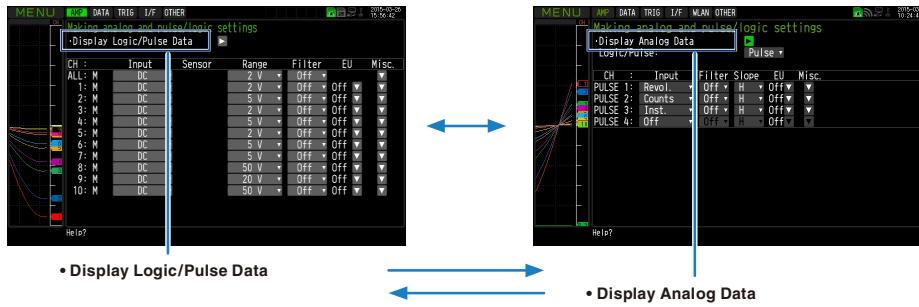 MENU AMP DATA TRIG I/F OTHER 2015-03-26
15:56:42
Making analog and pulse/logic settings
·Display Logic/Pulse Data
CH : Input Sensor Range Filter EU Misc.
ALL: M DC 2 V Off
1: M DC 2 V Off Off
2: M DC 5 V Off Off
3: M DC 2 V Off Off
4: M DC 5 V Off Off
5: M DC 2 V Off Off
6: M DC 5 V Off Off
7: M DC 5 V Off Off
8: M DC 50 V Off Off
9: M DC 20 V Off Off
10: M DC 50 V Off Off
Help?
MENU AMP DATA TRIG I/F WLAN OTHER
Making analog and pulse/logic settings
·Display Analog Data
Logic/Pulse: Pulse
CH : Input Filter Slope EU Misc.
PULSE 1: Revol. Off H Off
PULSE 2: Counts Off H Off
PULSE 3: Inst. Off H Off
PULSE 4: Off Off H Off
Help?
• Display Logic/Pulse Data
• Display Analog Data